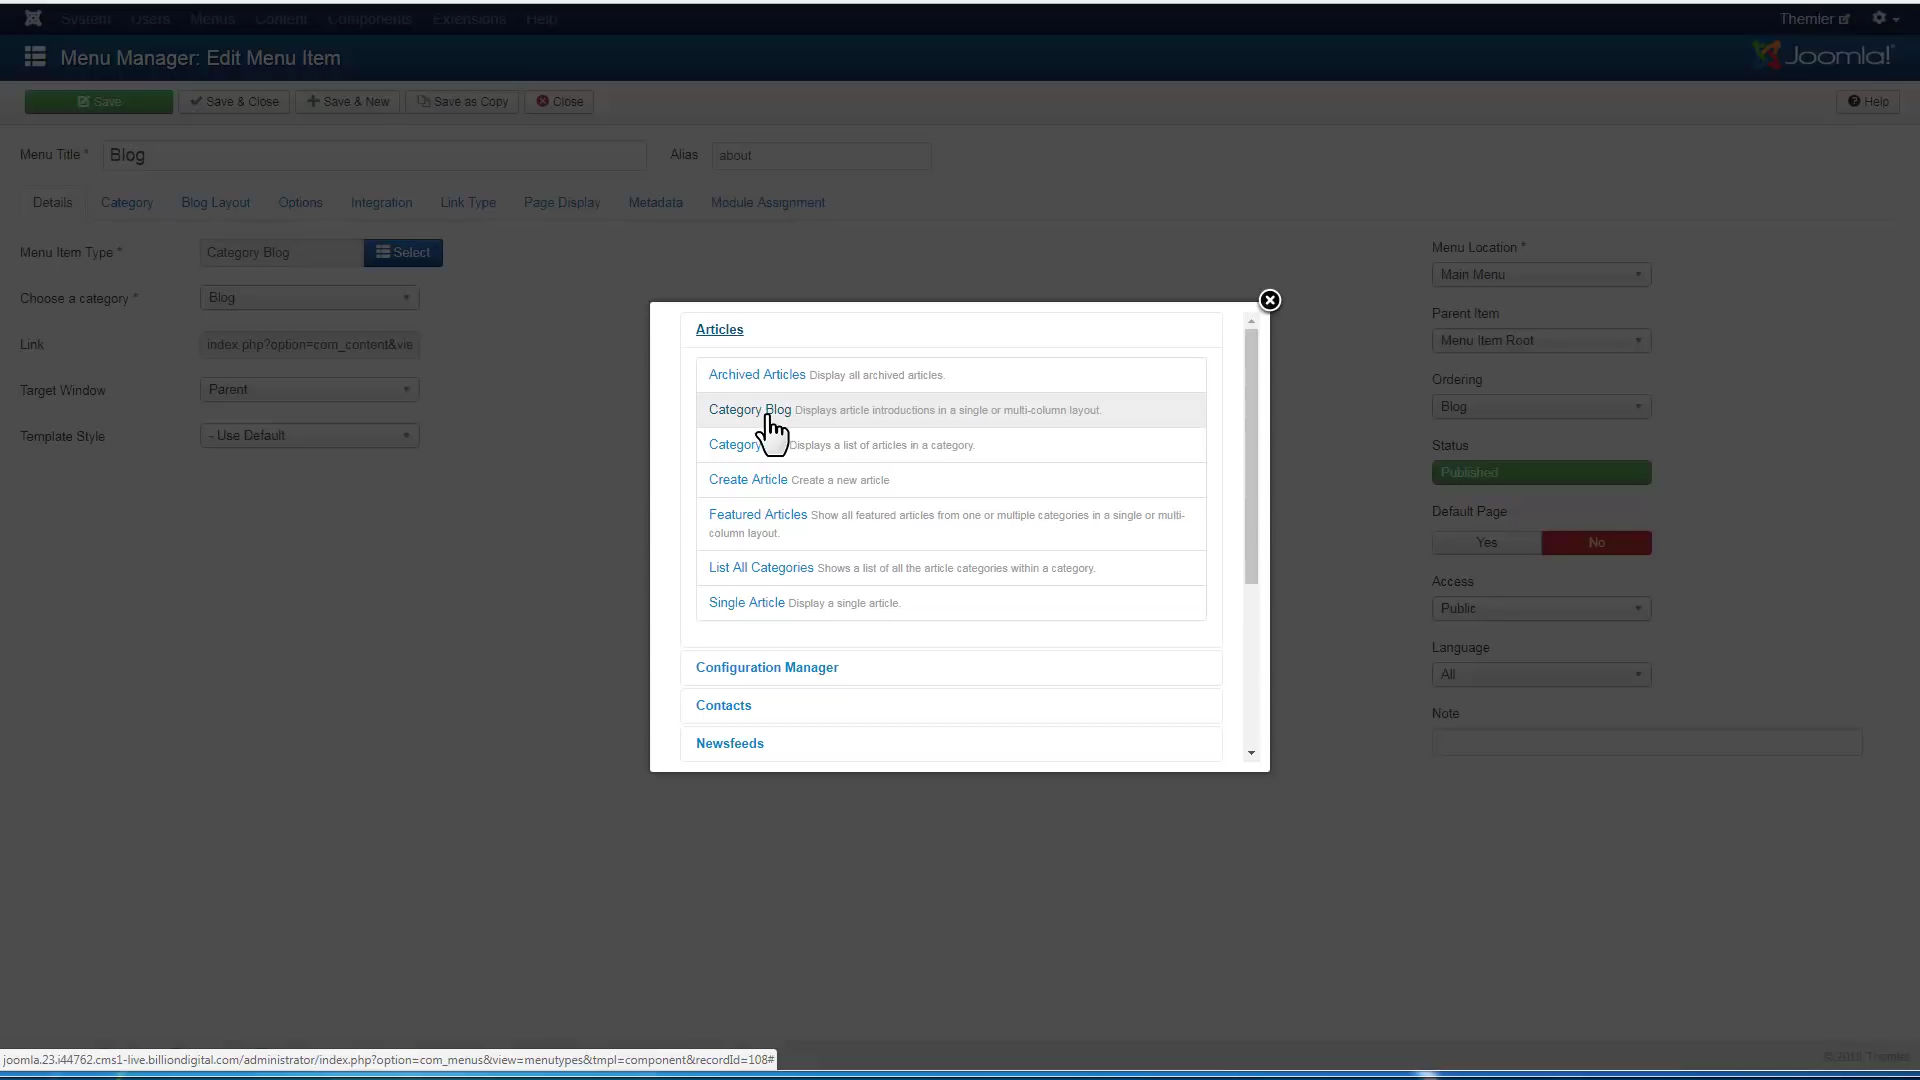 System Users Menus Content Components Extensions Help
Themler
Menu Manager: Edit Menu Item
Joomla!
Save
Save & Close
Save & New
Save as Copy
Close
Help
Menu Title *
Blog
Alias
about
Details
Category
Blog Layout
Options
Integration
Link Type
Page Display
Metadata
Module Assignment
Menu Item Type *
Category Blog
Select
Choose a category *
Blog
Link
index.php?option=com_content&vie
Target Window
Parent
Template Style
- Use Default
Articles
Archived Articles Display all archived articles.
Category Blog Displays article introductions in a single or multi-column layout.
Category Displays a list of articles in a category.
Create Article Create a new article
Featured Articles Show all featured articles from one or multiple categories in a single or multi-
column layout.
List All Categories Shows a list of all the article categories within a category.
Single Article Display a single article.
Configuration Manager
Contacts
Newsfeeds
Menu Location *
Main Menu
Parent Item
Menu Item Root
Ordering
Blog
Status
Published
Default Page
Yes
No
Access
Public
Language
All
Note
joomla.23.i44762.cms1-live.billiondigital.com/administrator/index.php?option=com_menus&view=menutypes&tmpl=component&recordId=108#